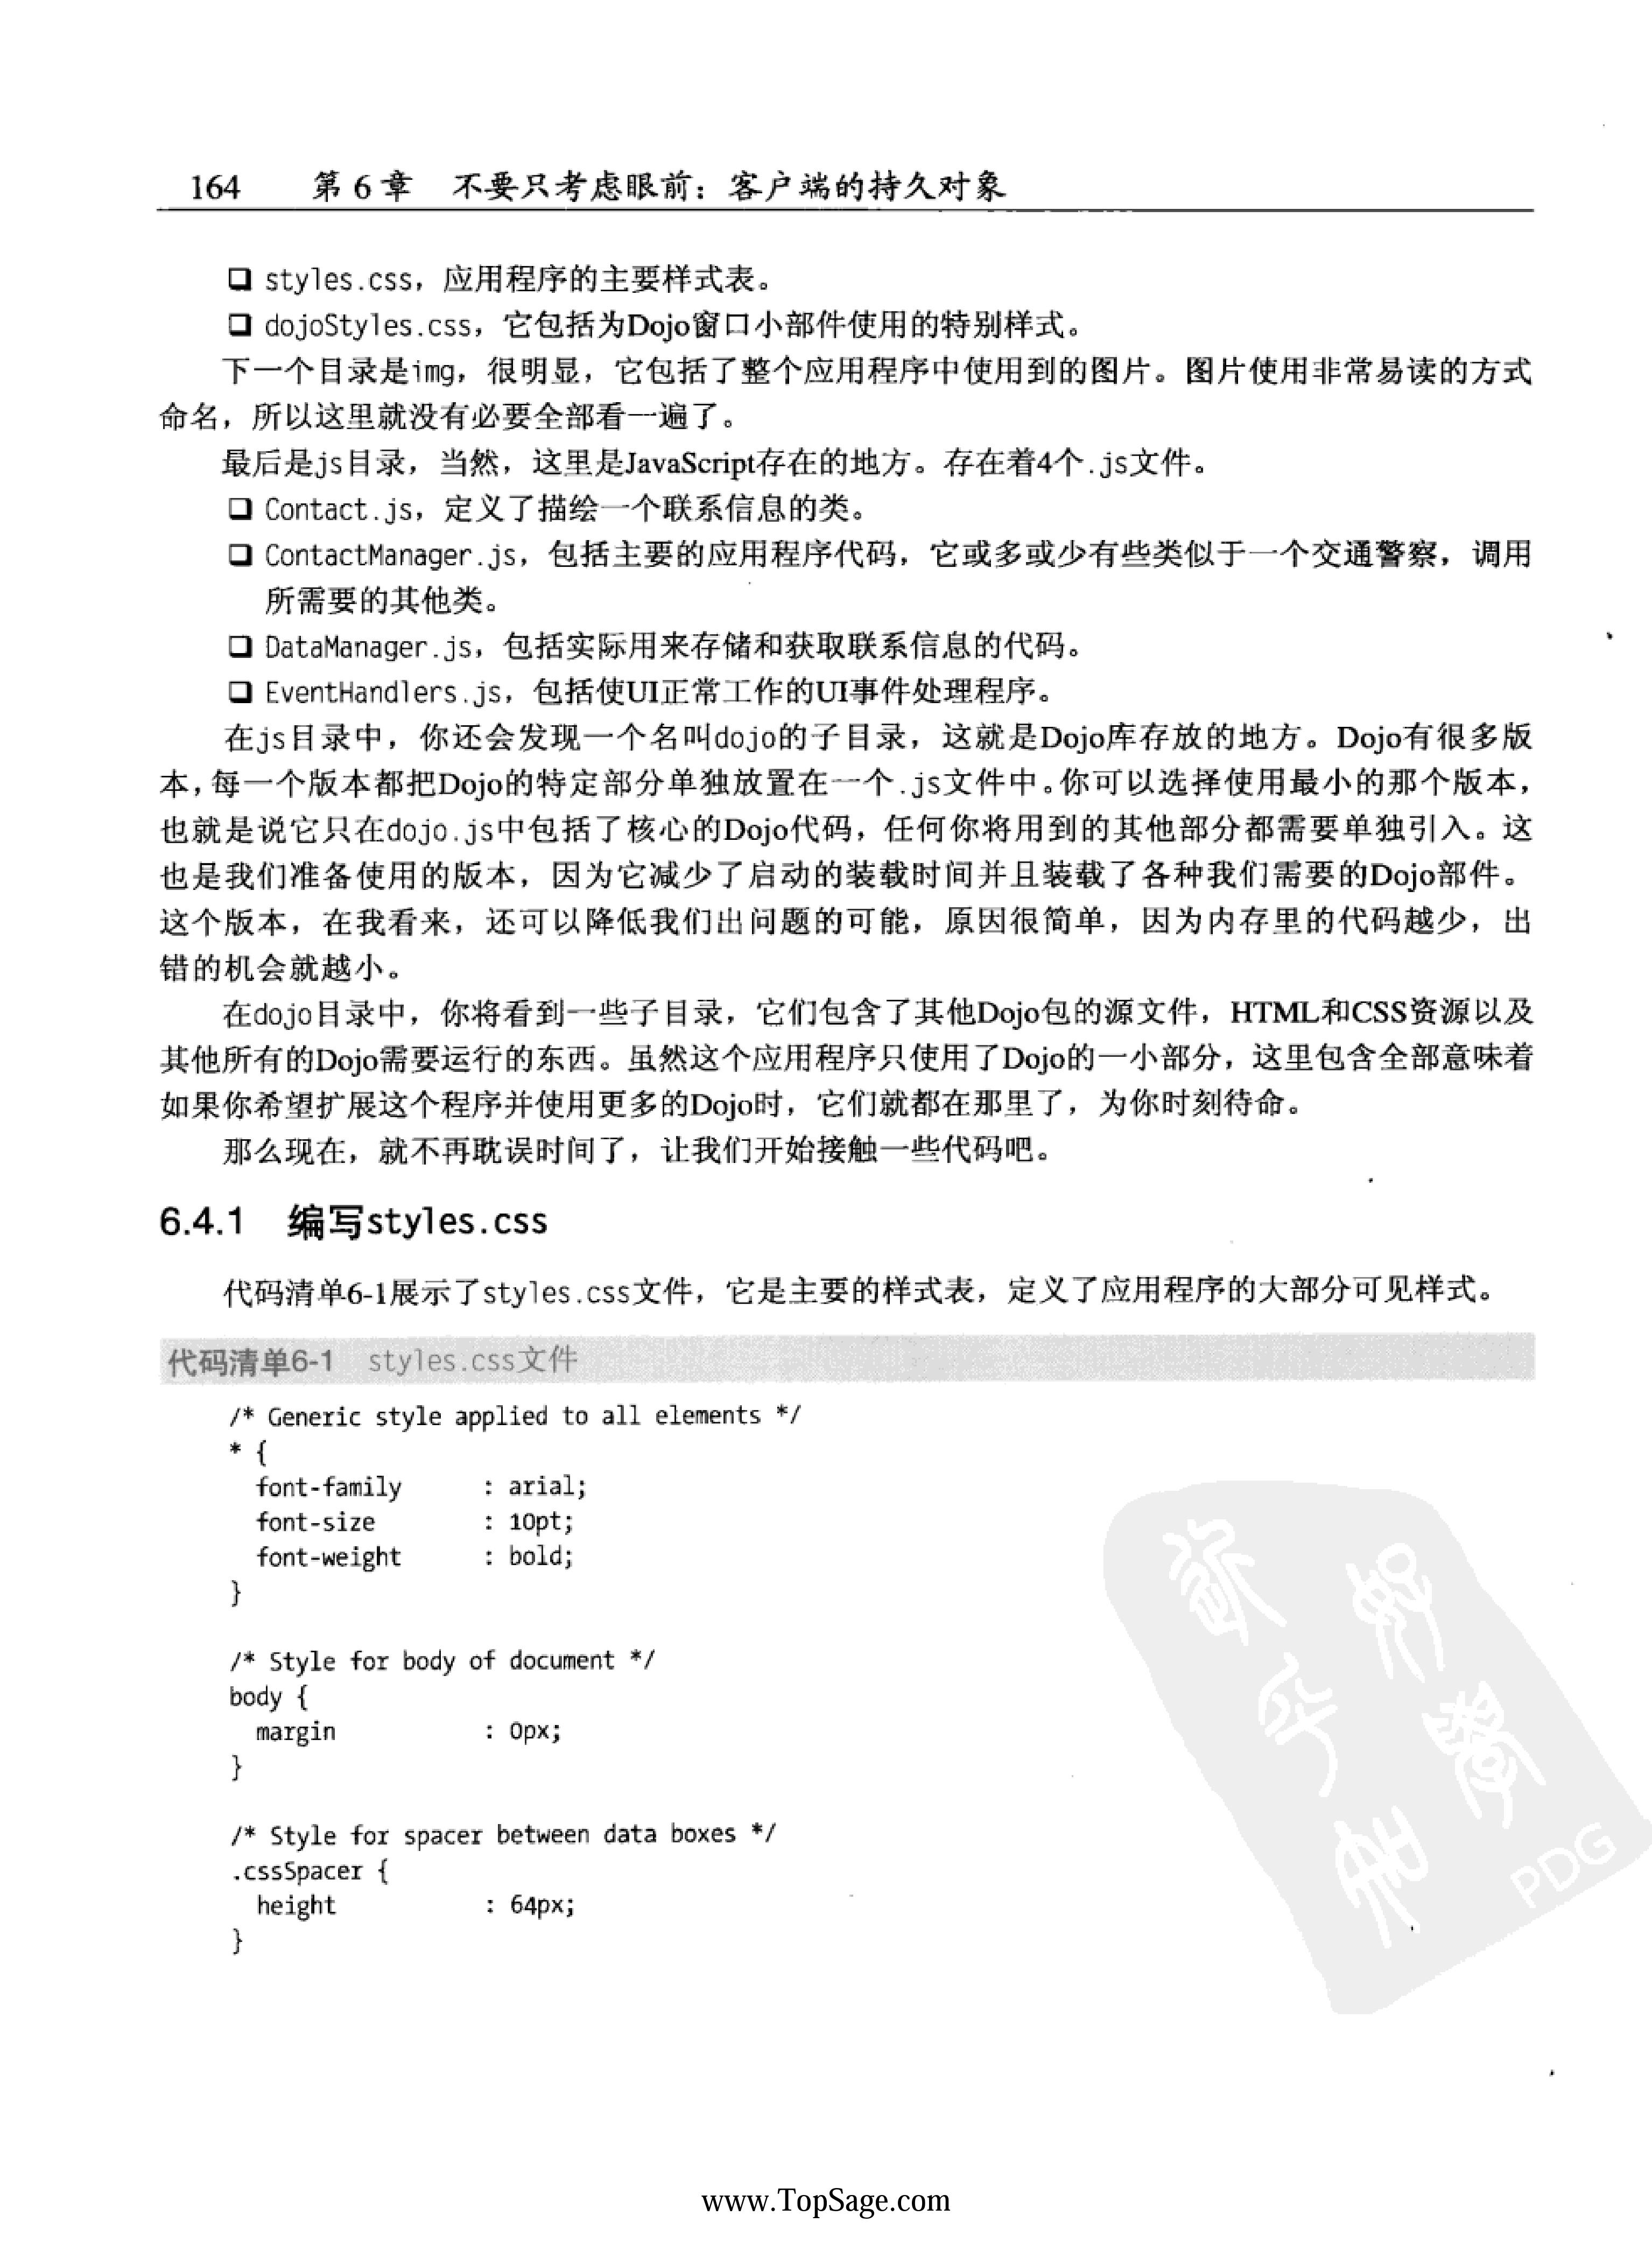 164 第 6 章 不要只考虑眼前：客户端的持久对象
❑ styles.css，应用程序的主要样式表。
❑ dojoStyles.css，它包括为Dojo窗口小部件使用的特别样式。
下一个目录是img，很明显，它包括了整个应用程序中使用到的图片。图片使用非常易读的方式
命名，所以这里就没有必要全部看一遍了。
最后是js目录，当然，这里是JavaScript存在的地方。存在着4个.js文件。
❑ Contact.js，定义了描绘一个联系信息的类。
❑ ContactManager.js，包括主要的应用程序代码，它或多或少有些类似于一个交通警察，调用
所需要的其他类。
❑ DataManager.js，包括实际用来存储和获取联系信息的代码。
❑ EventHandlers.js，包括使UI正常工作的UI事件处理程序。
在js目录中，你还会发现一个名叫dojo的子目录，这就是Dojo库存放的地方。Dojo有很多版
本，每一个版本都把Dojo的特定部分单独放置在一个.js文件中。你可以选择使用最小的那个版本，
也就是说它只在dojo.js中包括了核心的Dojo代码，任何你将用到的其他部分都需要单独引入。这
也是我们准备使用的版本，因为它减少了启动的装载时间并且装载了各种我们需要的Dojo部件。
这个版本，在我看来，还可以降低我们出问题的可能，原因很简单，因为内存里的代码越少，出
错的机会就越小。
在dojo目录中，你将看到一些子目录，它们包含了其他Dojo包的源文件，HTML和CSS资源以及
其他所有的Dojo需要运行的东西。虽然这个应用程序只使用了Dojo的一小部分，这里包含全部意味着
如果你希望扩展这个程序并使用更多的Dojo时，它们就都在那里了，为你时刻待命。
那么现在，就不再耽误时间了，让我们开始接触一些代码吧。
6.4.1 编写styles.css
代码清单6-1展示了styles.css文件，它是主要的样式表，定义了应用程序的大部分可见样式。
代码清单6-1 styles.css文件
/* Generic style applied to all elements */
* {
font-family : arial;
font-size : 10pt;
font-weight : bold;
}
/* Style for body of document */
body {
margin : 0px;
}
/* Style for spacer between data boxes */
.cssSpacer {
height : 64px;
}
PDG
www.TopSage.com